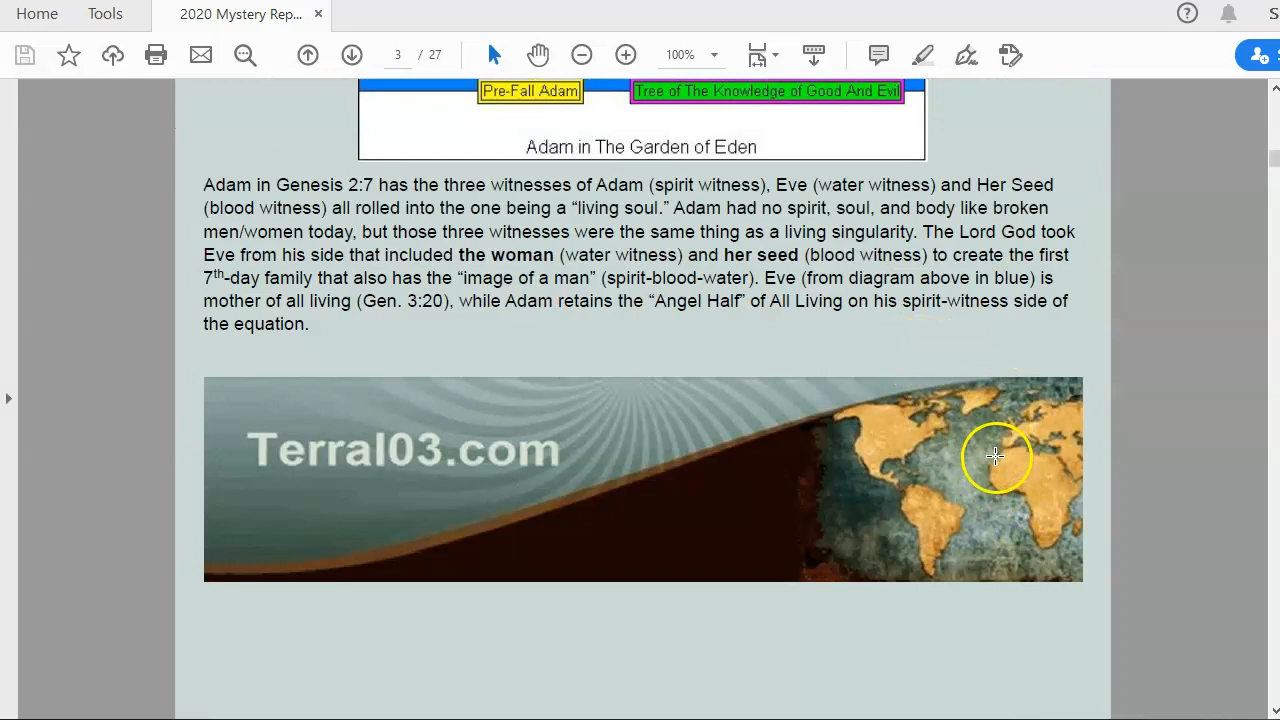 Home Tools 2020 Mystery Rep... × ?
3 / 27 100%
Pre-Fall Adam Tree of The Knowledge of Good And Evil
Adam in The Garden of Eden
Adam in Genesis 2:7 has the three witnesses of Adam (spirit witness), Eve (water witness) and Her Seed
(blood witness) all rolled into the one being a “living soul.” Adam had no spirit, soul, and body like broken
men/women today, but those three witnesses were the same thing as a living singularity. The Lord God took
Eve from his side that included the woman (water witness) and her seed (blood witness) to create the first
7th-day family that also has the “image of a man” (spirit-blood-water). Eve (from diagram above in blue) is
mother of all living (Gen. 3:20), while Adam retains the “Angel Half” of All Living on his spirit-witness side of
the equation.
Terral03.com